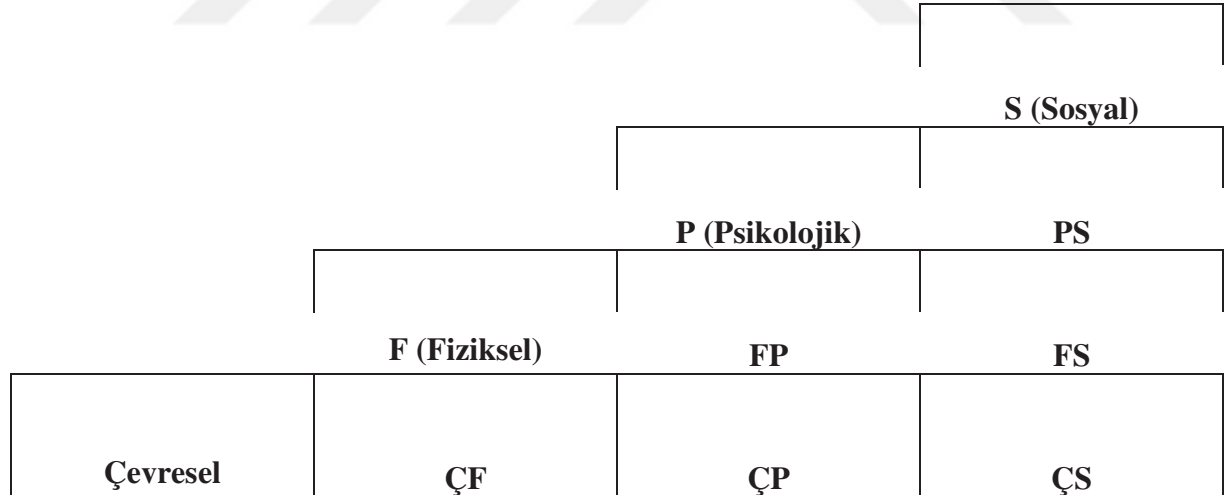 S (Sosyal)
P (Psikolojik) PS
F (Fiziksel) FP FS
Çevresel ÇF ÇP ÇS